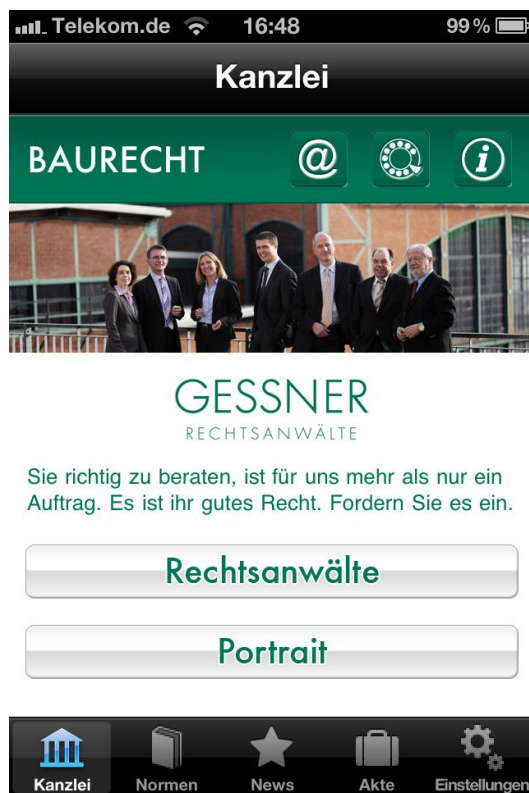 Telekom.de 16:48 99 %
Kanzlei
BAURECHT @ i
GESSNER
RECHTSANWÄLTE
Sie richtig zu beraten, ist für uns mehr als nur ein
Auftrag. Es ist ihr gutes Recht. Fordern Sie es ein.
Rechtsanwälte
Portrait
Kanzlei Normen News Akte Einstellungen